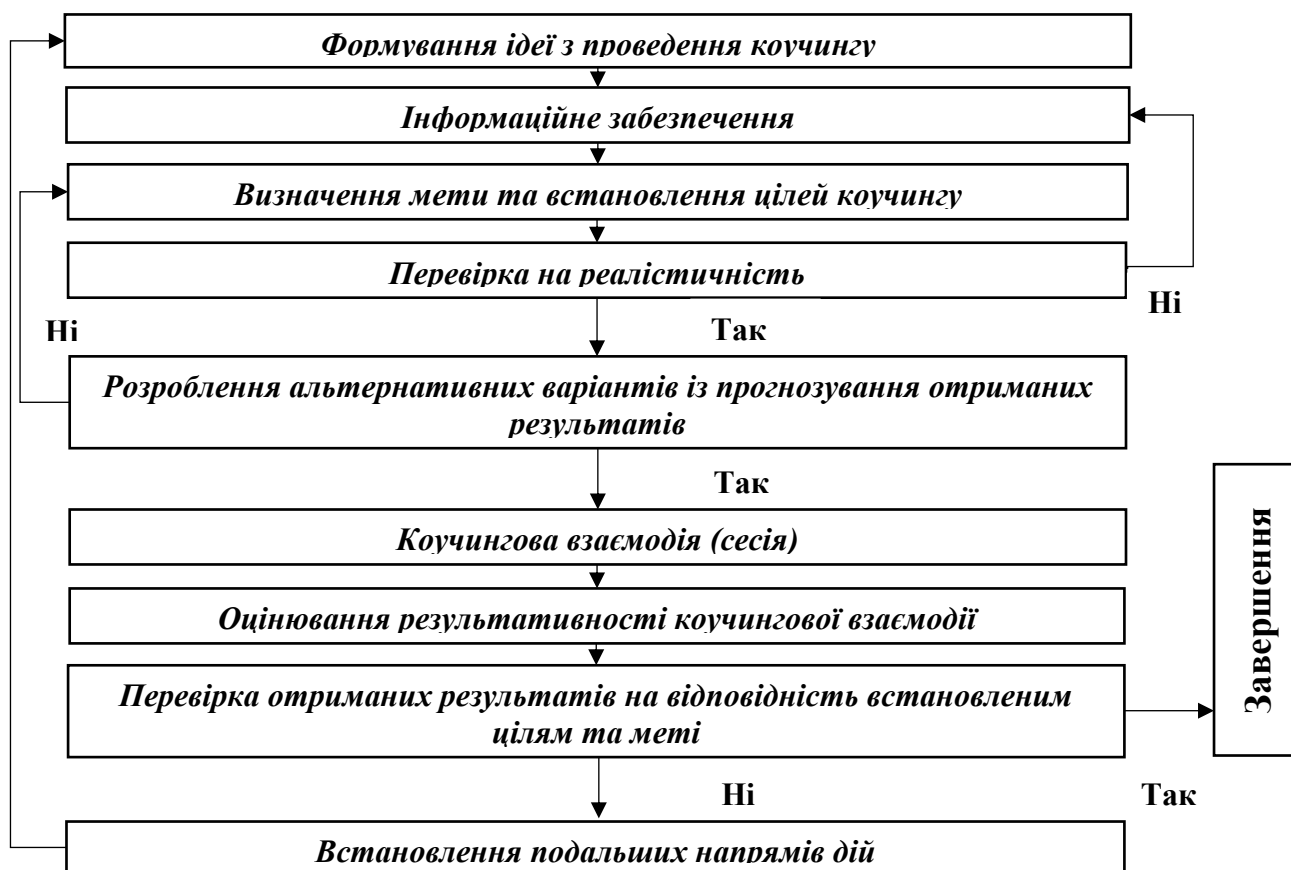 Формування ідеї з проведення коучингу
Інформаційне забезпечення
Визначення мети та встановлення цілей коучингу
Перевірка на реалістичність
Ні
Ні
Так
Розроблення альтернативних варіантів із прогнозування отриманих
результатів
Так
Коучингова взаємодія (сесія)
Оцінювання результативності коучингової взаємодії
Перевірка отриманих результатів на відповідність встановленим
цілям та меті
Завершення
Ні
Так
Встановлення подальших напрямів дій